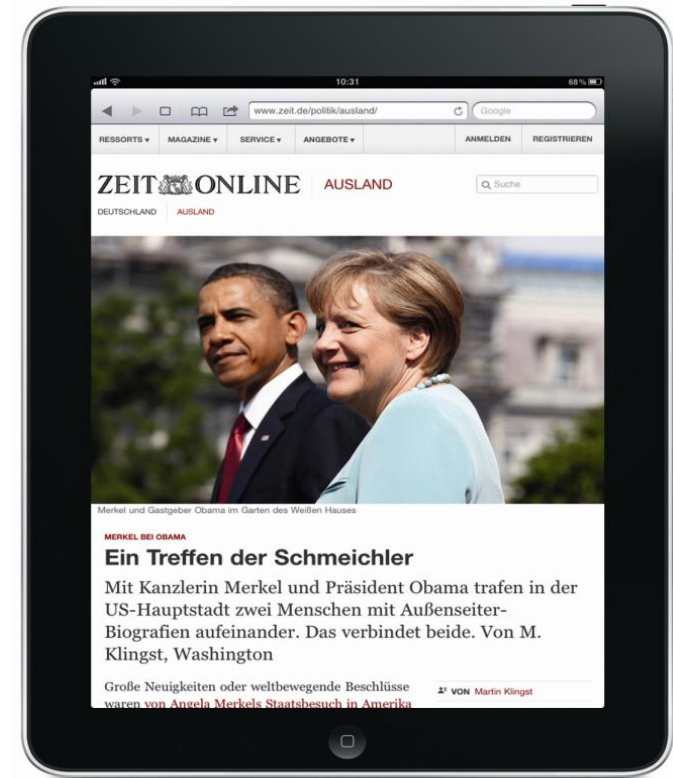 10:31
68 %
www.zeit.de/politik/ausland/
Google
RESSORTS
MAGAZINE
SERVICE
ANGEBOTE
ANMELDEN
REGISTRIEREN
ZEIT ONLINE
AUSLAND
Suche
DEUTSCHLAND
AUSLAND
Merkel und Gastgeber Obama im Garten des Weißen Hauses
MERKEL BEI OBAMA
Ein Treffen der Schmeichler
Mit Kanzlerin Merkel und Präsident Obama trafen in der
US-Hauptstadt zwei Menschen mit Außenseiter-
Biografien aufeinander. Das verbindet beide. Von M.
Klingst, Washington
Große Neuigkeiten oder weltbewegende Beschlüsse
waren von Angela Merkels Staatsbesuch in Amerika
VON Martin Klingst